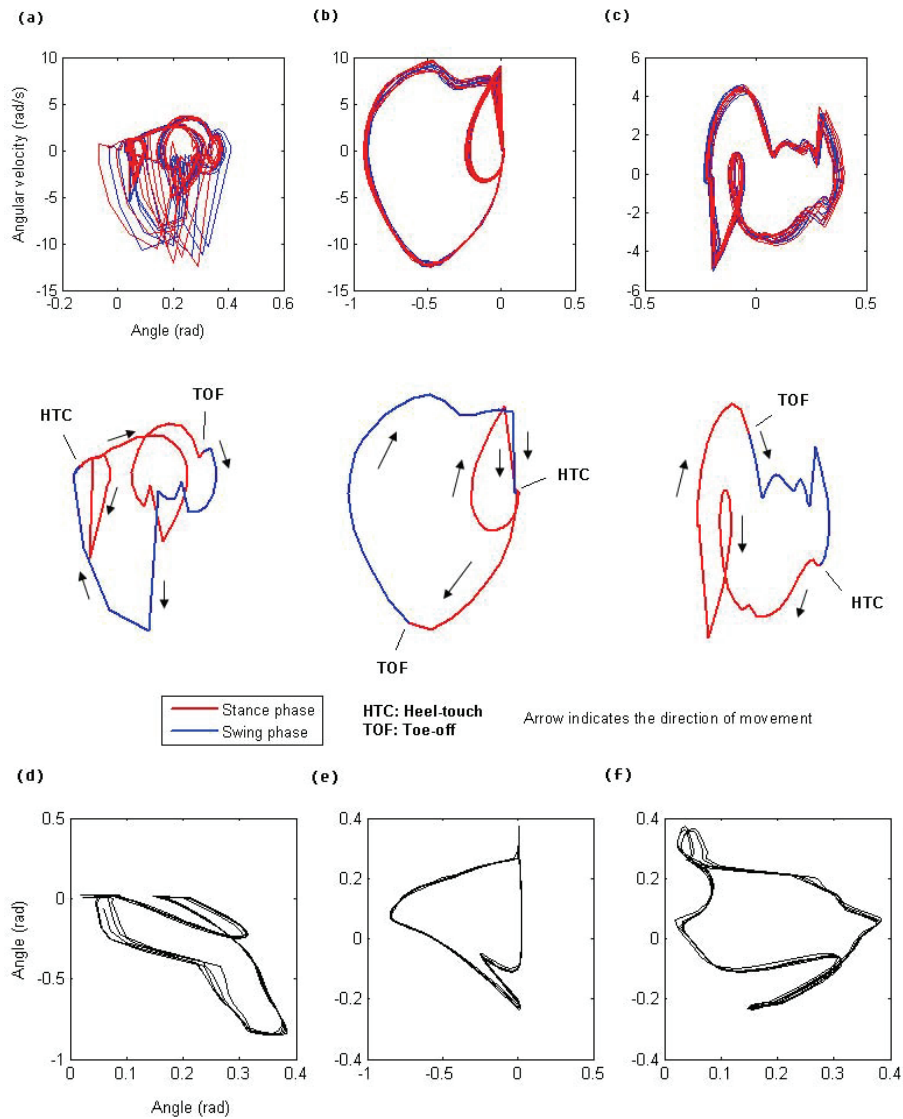 (a) (b) (c)
10 10 6
5 5 4
0 0 2
-5 -5 0
-10 -10 -2
-15 -15 -4
-6
Angular velocity (rad/s)
-0.2 0 0.2 0.4 0.6 -1 -0.5 0 0.5 -0.5 0 0.5
Angle (rad)
HTC TOF
HTC
TOF
TOF
HTC
Stance phase
Swing phase
HTC: Heel-touch
TOF: Toe-off
Arrow indicates the direction of movement
(d) (e) (f)
0.5 0.4 0.4
0 0.2 0.2
-0.5 0 0
-1 -0.2 -0.2
-0.4 -0.4
Angle (rad)
0 0.1 0.2 0.3 0.4 -1 -0.5 0 0.5 0 0.1 0.2 0.3 0.4
Angle (rad)